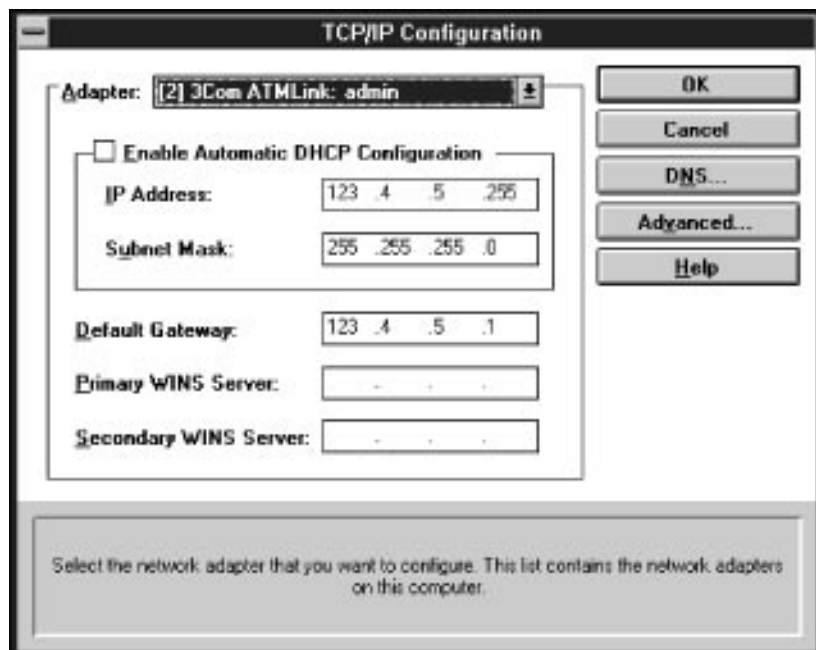 TCP/IP Configuration
Adapter: [2] 3Com ATMLink: admin
Enable Automatic DHCP Configuration
IP Address: 123 .4 .5 .255
Subnet Mask: 255 .255 .255 .0
Default Gateway: 123 .4 .5 .1
Primary WINS Server: . . .
Secondary WINS Server: . . .
OK
Cancel
DNS...
Advanced...
Help
Select the network adapter that you want to configure. This list contains the network adapters
on this computer.